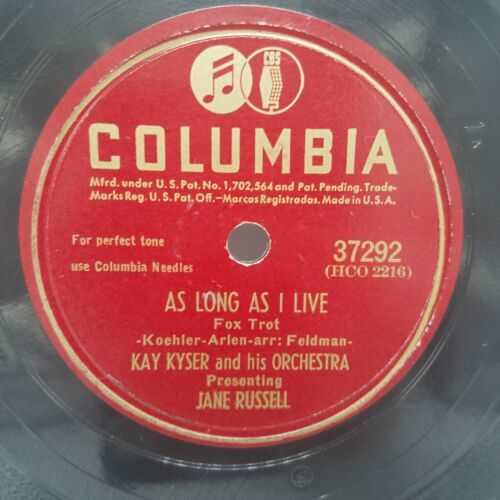 CBS
COLUMBIA
Mfrd. under U.S. Pat. No. 1,702,564 and Pat. Pending. Trade-
Marks Reg. U.S. Pat. Off.—Marcas Registradas. Made in U.S.A.
For perfect tone
use Columbia Needles
37292
(HCO 2216)
AS LONG AS I LIVE
Fox Trot
-Koehler-Arlen-arr: Feldman-
KAY KYSER and his ORCHESTRA
Presenting
JANE RUSSELL